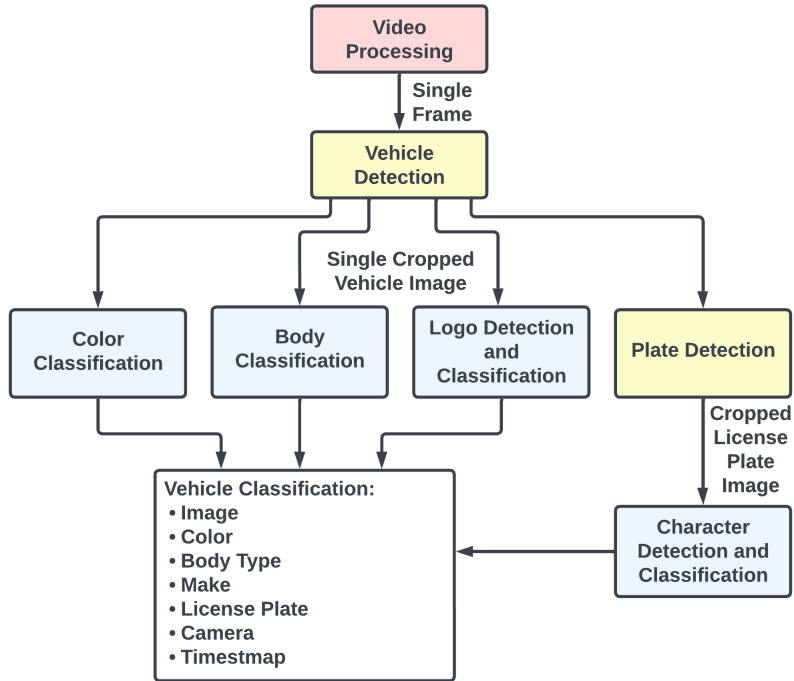 Video
Processing
Single
Frame
Vehicle
Detection
Single Cropped
Vehicle Image
Color
Classification
Body
Classification
Logo Detection
and
Classification
Plate Detection
Cropped
License
Plate
Image
Vehicle Classification:
• Image
• Color
• Body Type
• Make
• License Plate
• Camera
• Timestmap
Character
Detection and
Classification